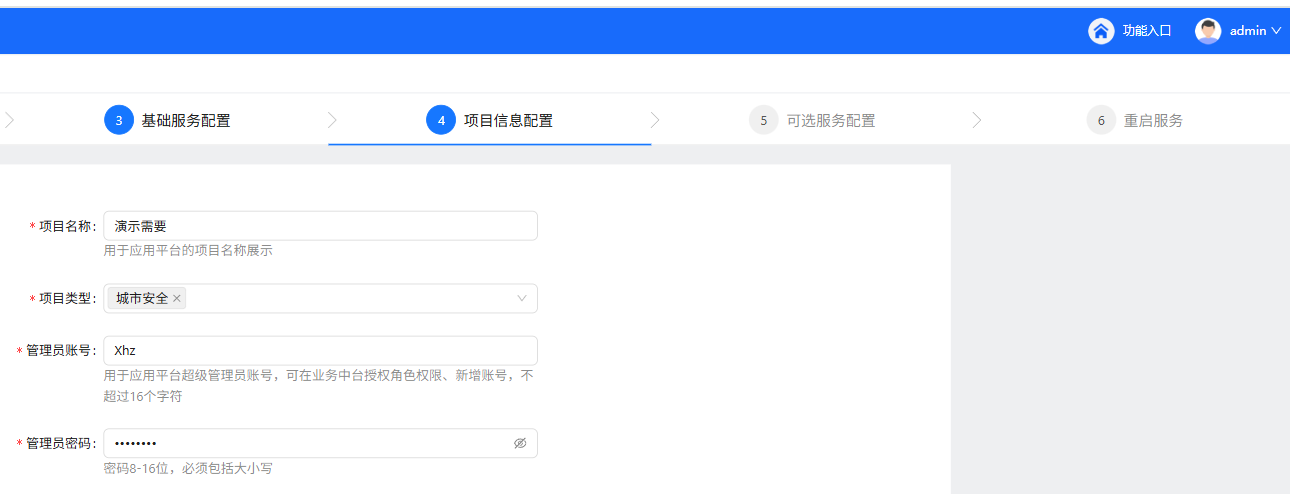 功能入口
admin
3 基础服务配置
4 项目信息配置
5 可选服务配置
6 重启服务
* 项目名称: 演示需要
用于应用平台的项目名称展示
* 项目类型: 城市安全
* 管理员账号: Xhz
用于应用平台超级管理员账号，可在业务中台授权角色权限、新增账号，不
超过16个字符
* 管理员密码: ••••••••
密码8-16位，必须包括大小写